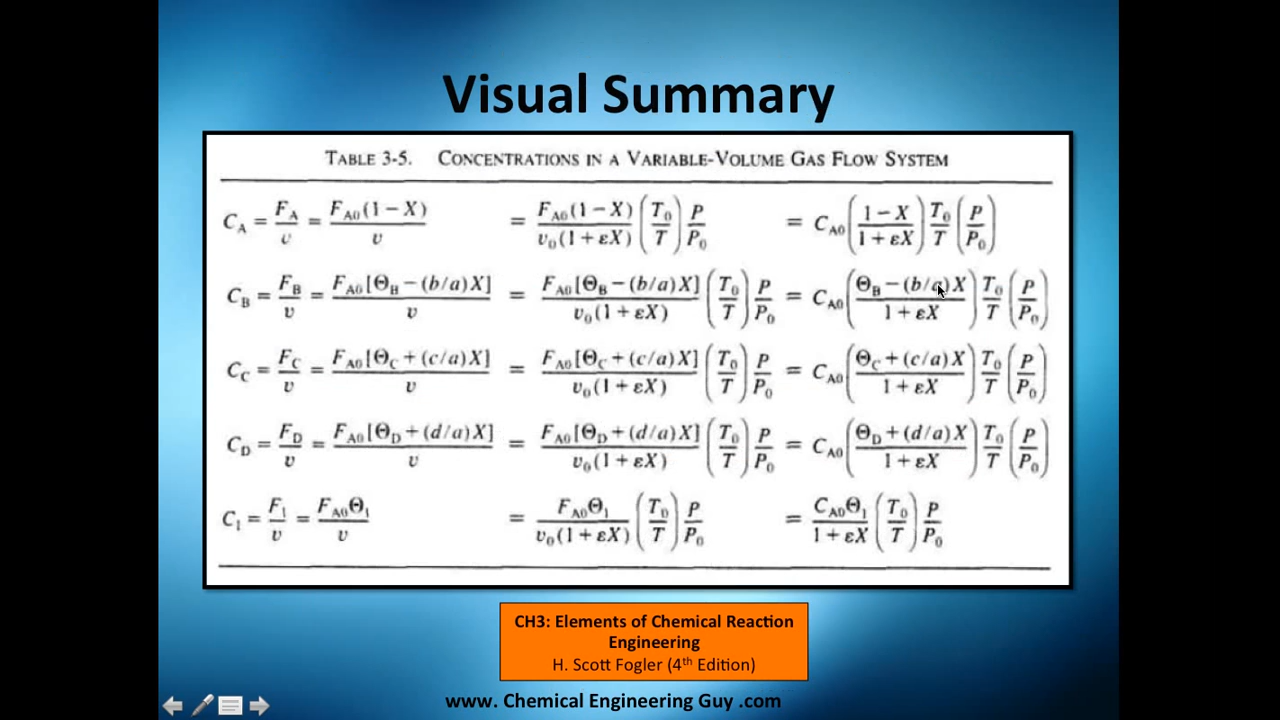 Visual Summary
TABLE 3-5. CONCENTRATIONS IN A VARIABLE-VOLUME GAS FLOW SYSTEM
C_A = F_A/υ = F_A0(1−X)/υ = F_A0(1−X)/υ_0(1+εX) (T_0/T) P/P_0 = C_A0 ((1−X)/(1+εX)) T_0/T (P/P_0)
C_B = F_B/υ = F_A0[Θ_B−(b/a)X]/υ = F_A0[Θ_B−(b/a)X]/υ_0(1+εX) (T_0/T) P/P_0 = C_A0 ((Θ_B−(b/a)X)/(1+εX)) T_0/T (P/P_0)
C_C = F_C/υ = F_A0[Θ_C+(c/a)X]/υ = F_A0[Θ_C+(c/a)X]/υ_0(1+εX) (T_0/T) P/P_0 = C_A0 ((Θ_C+(c/a)X)/(1+εX)) T_0/T (P/P_0)
C_D = F_D/υ = F_A0[Θ_D+(d/a)X]/υ = F_A0[Θ_D+(d/a)X]/υ_0(1+εX) (T_0/T) P/P_0 = C_A0 ((Θ_D+(d/a)X)/(1+εX)) T_0/T (P/P_0)
C_I = F_I/υ = F_A0Θ_I/υ = F_A0Θ_I/υ_0(1+εX) (T_0/T) P/P_0 = C_A0Θ_I/(1+εX) (T_0/T) P/P_0
CH3: Elements of Chemical Reaction
Engineering
H. Scott Fogler (4th Edition)
www. Chemical Engineering Guy .com